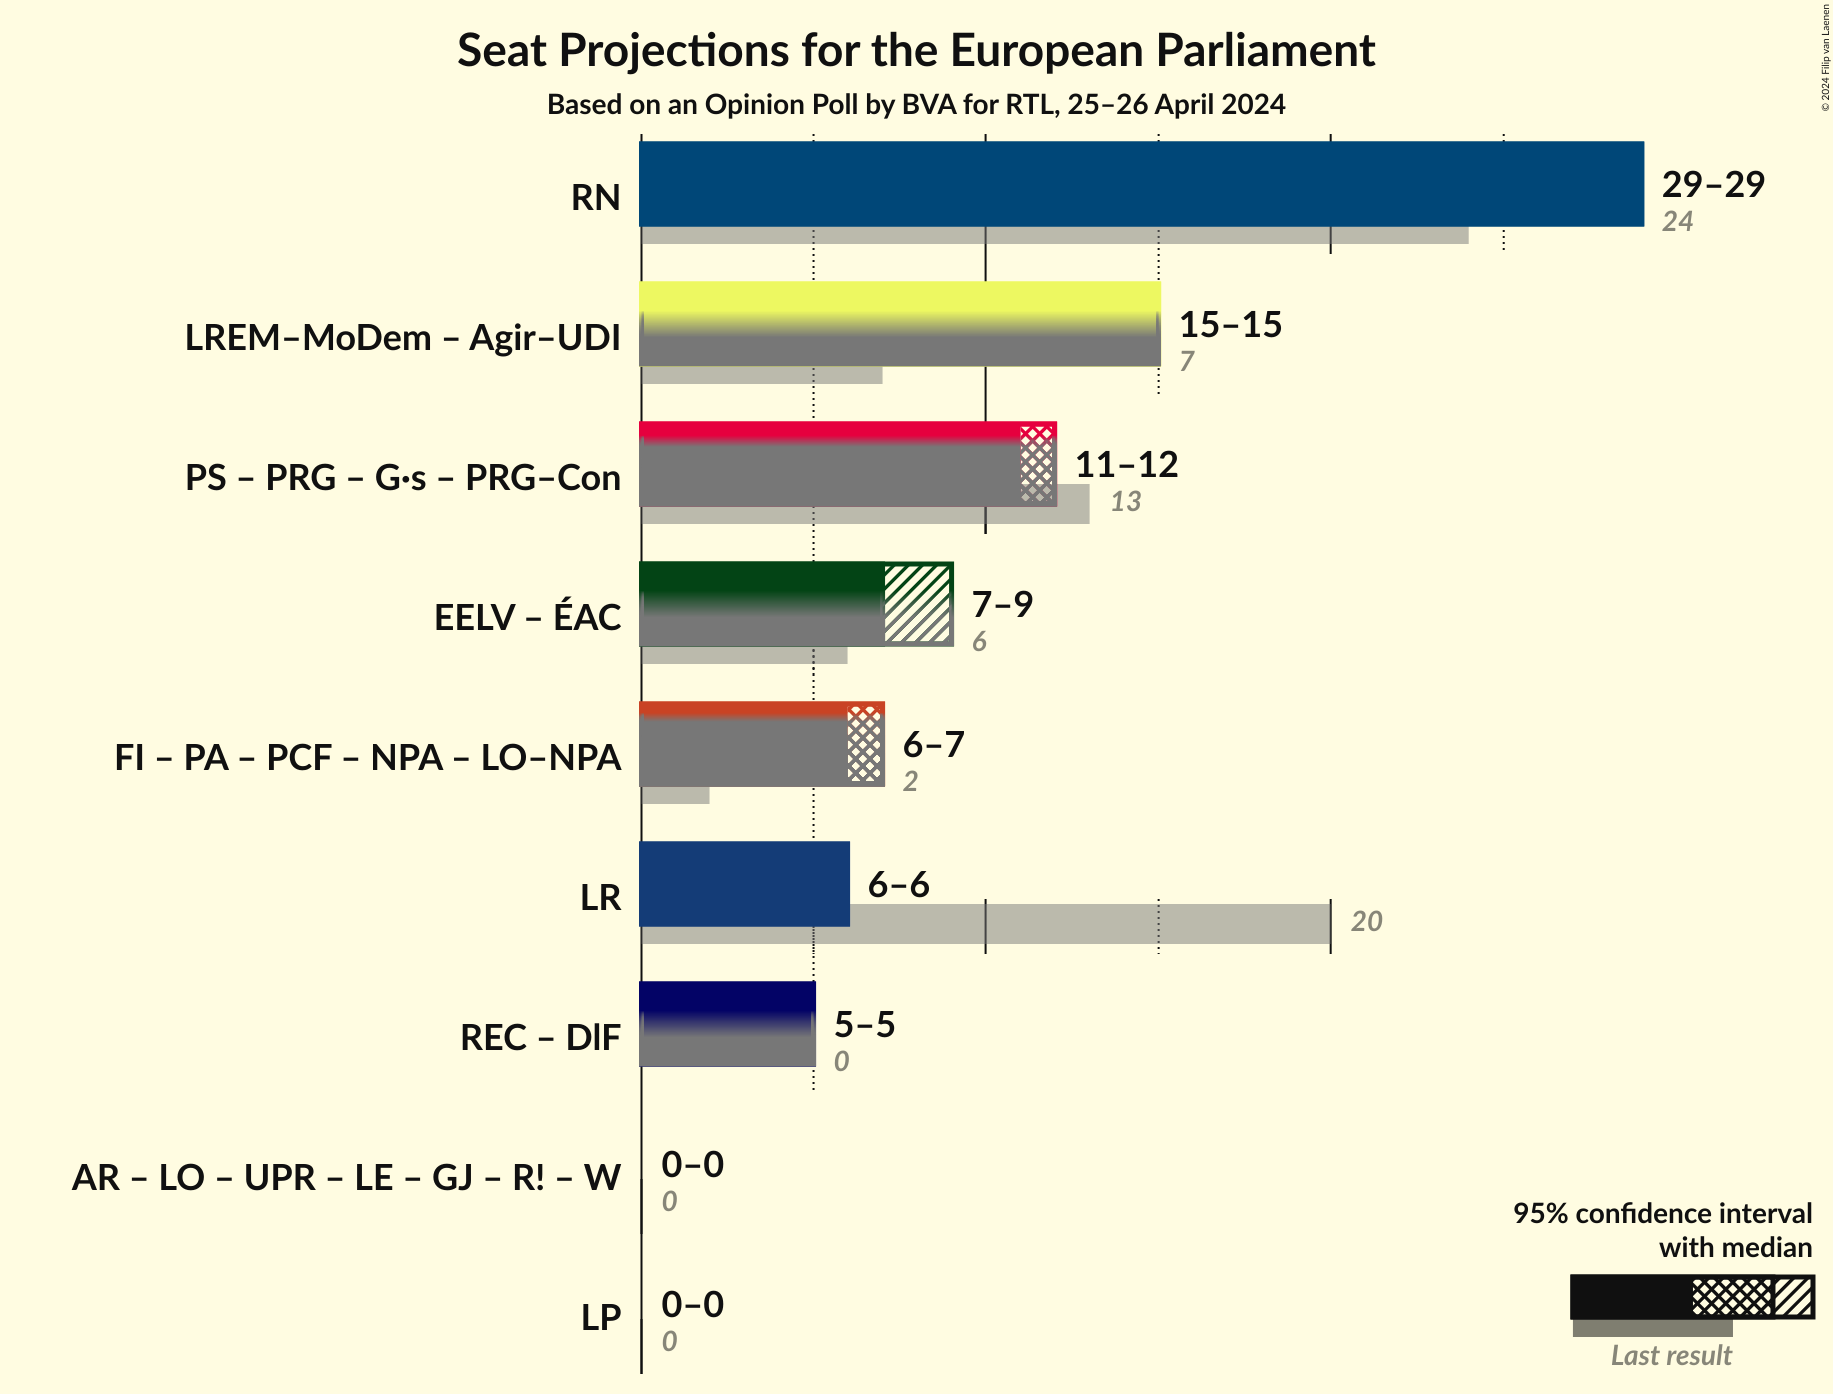 Seat Projections for the European Parliament
Based on an Opinion Poll by BVA for RTL, 25–26 April 2024
© 2024 Filip van Laenen
RN
29–29
24
LREM–MoDem – Agir–UDI
15–15
7
PS – PRG – G·s – PRG–Con
11–12
13
EELV – ÉAC
7–9
6
FI – PA – PCF – NPA – LO–NPA
6–7
2
LR
6–6
20
REC – DlF
5–5
0
AR – LO – UPR – LE – GJ – R! – W
0–0
0
LP
0–0
0
95% confidence interval
with median
Last result